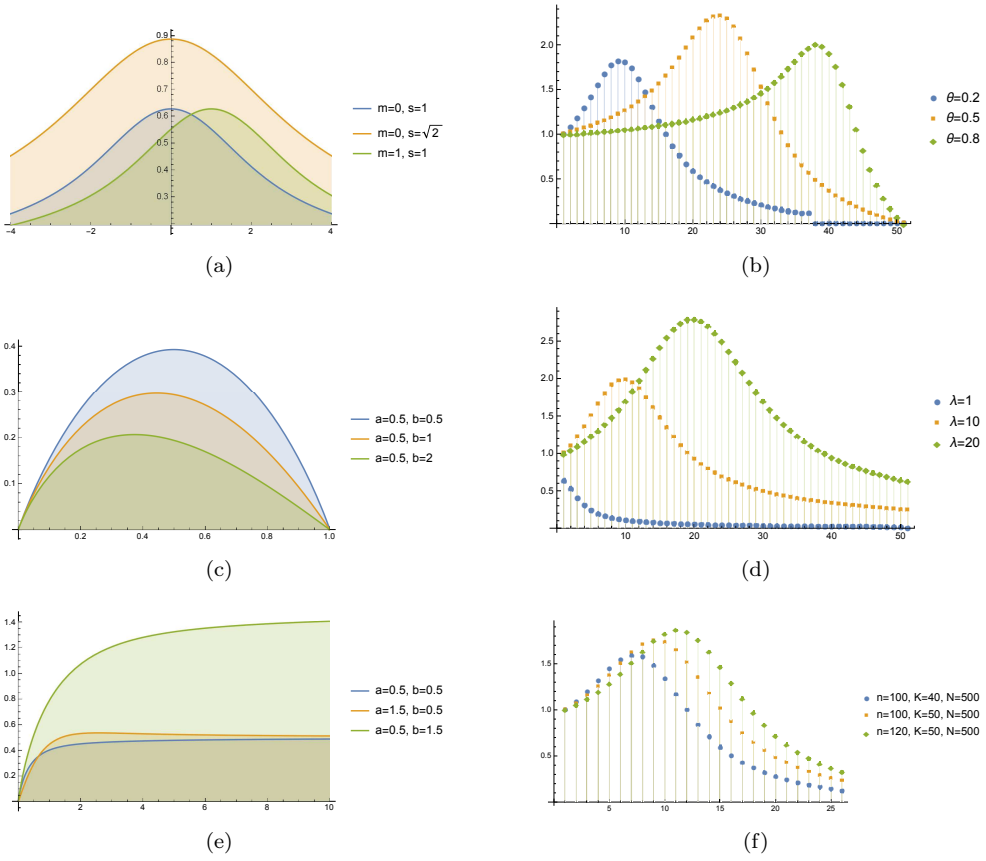 0.9
0.8
0.7
0.6
0.5
0.4
0.3
−4 −2 0 2 4
m=0, s=1
m=0, s=√2
m=1, s=1
(a)
2.0
1.5
1.0
0.5
10 20 30 40 50
θ=0.2
θ=0.5
θ=0.8
(b)
0.4
0.3
0.2
0.1
0.2 0.4 0.6 0.8 1.0
a=0.5, b=0.5
a=0.5, b=1
a=0.5, b=2
(c)
2.5
2.0
1.5
1.0
0.5
10 20 30 40 50
λ=1
λ=10
λ=20
(d)
1.4
1.2
1.0
0.8
0.6
0.4
0.2
2 4 6 8 10
a=0.5, b=0.5
a=1.5, b=0.5
a=0.5, b=1.5
(e)
1.5
1.0
0.5
5 10 15 20 25
n=100, K=40, N=500
n=100, K=50, N=500
n=120, K=50, N=500
(f)